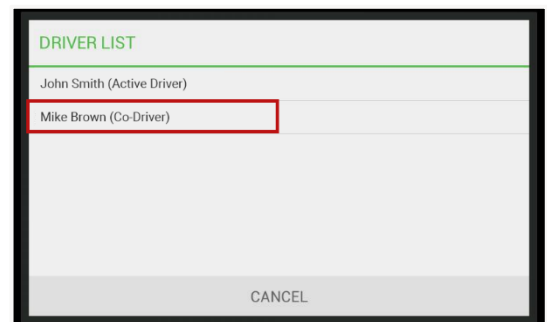 DRIVER LIST
John Smith (Active Driver)
Mike Brown (Co-Driver)
CANCEL